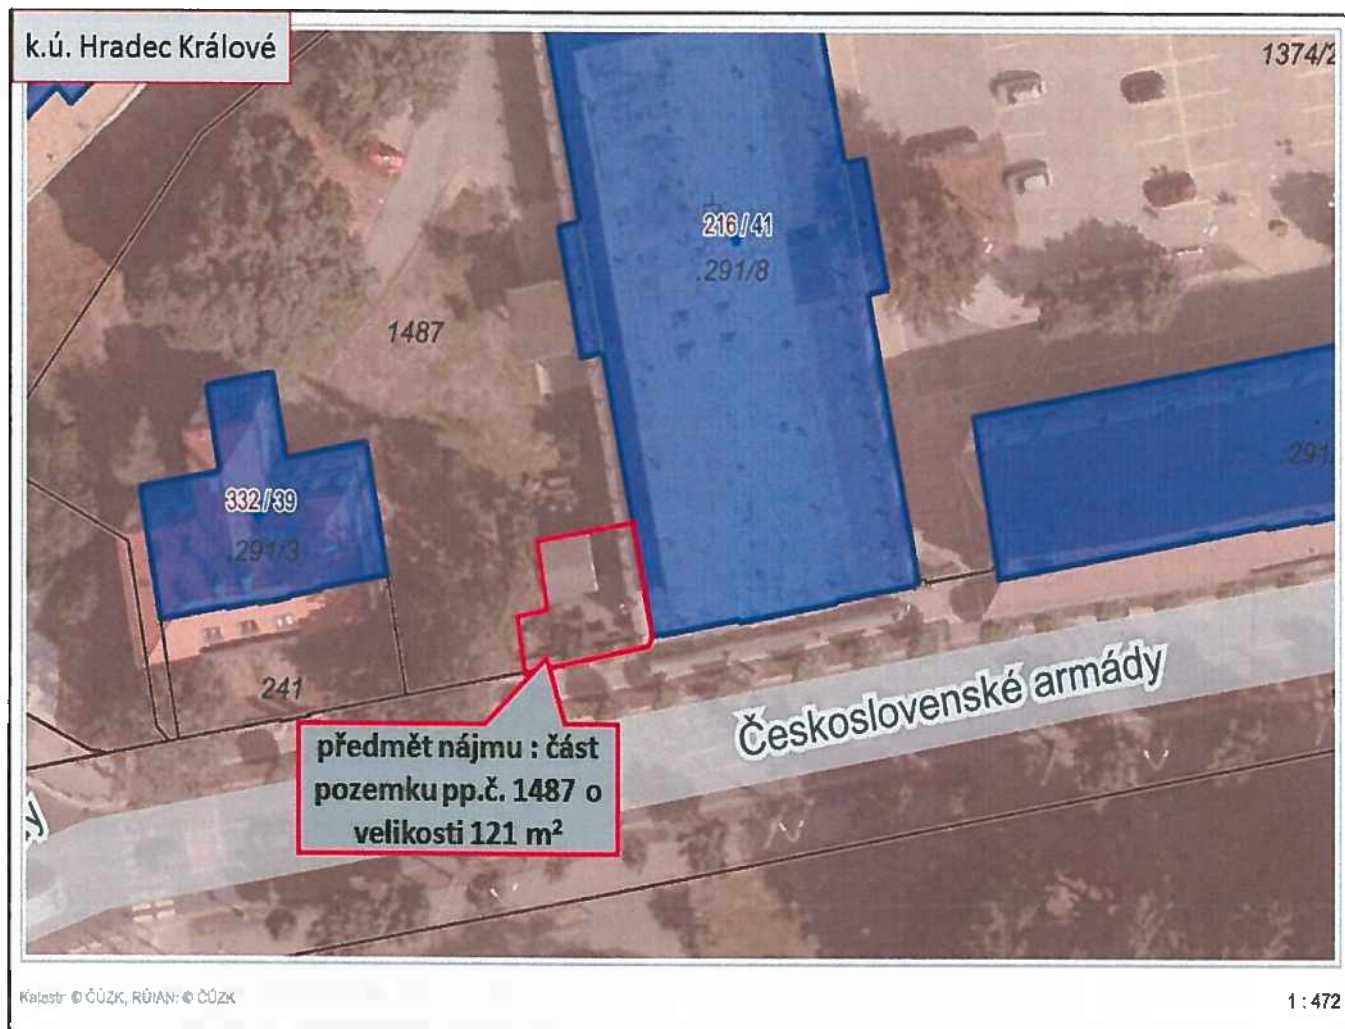 k.ú. Hradec Králové
1374/2
216/41
.291/8
1487
332/39
.291/3
.291
241
Československé armády
předmět nájmu : část
pozemku pp.č. 1487 o
velikosti 121 m²
y
Katastr: © ČÚZK, RÚIAN: © ČÚZK
1 : 472